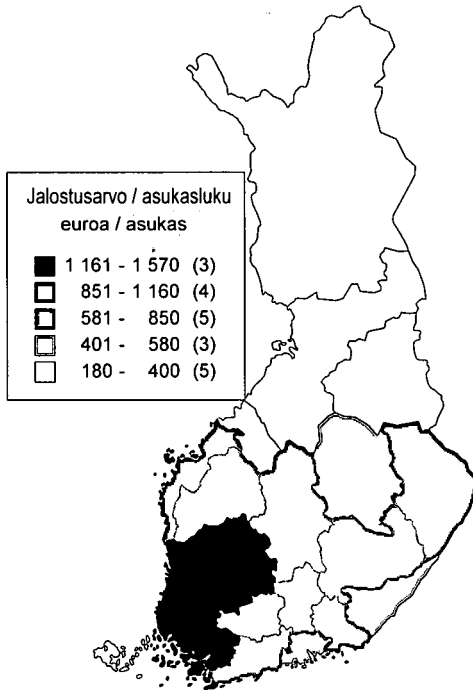 Jalostusarvo / asukasluku
euroa / asukas
1 161 - 1 570 (3)
851 - 1 160 (4)
581 - 850 (5)
401 - 580 (3)
180 - 400 (5)